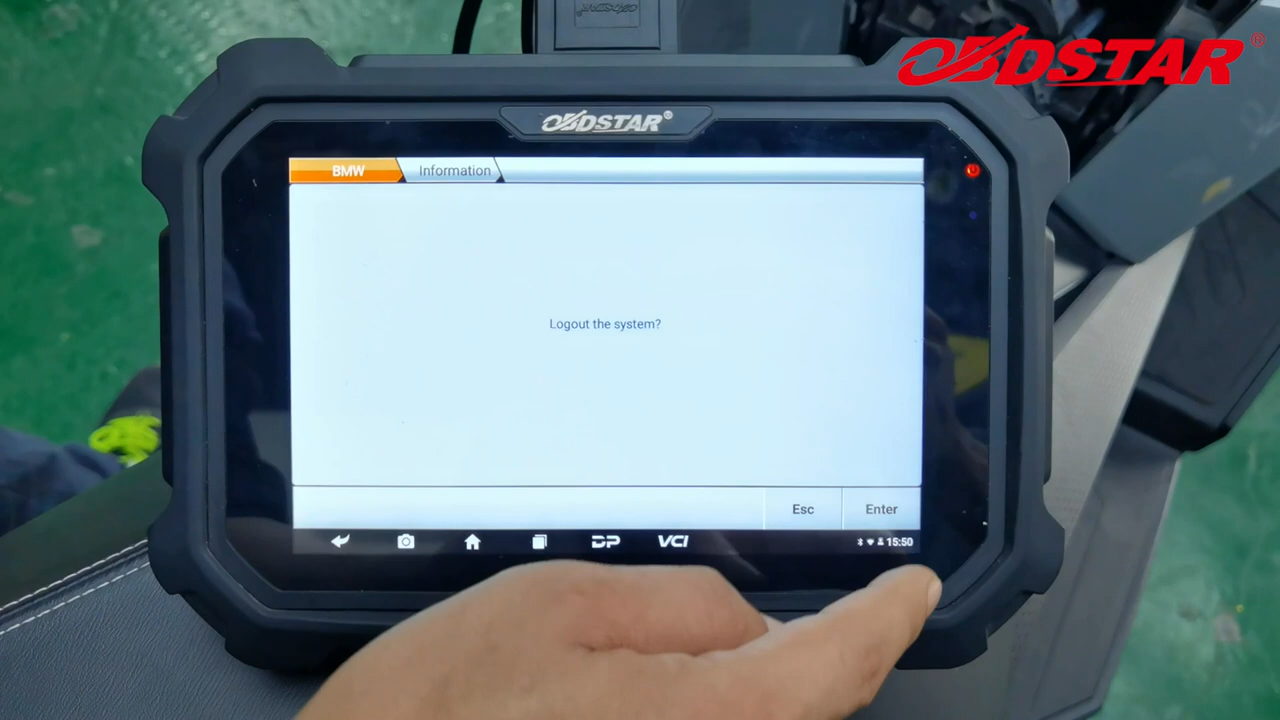 OBDSTAR®
OBDSTAR®
BMW
Information
Logout the system?
Esc
Enter
DP
VCI
15:50